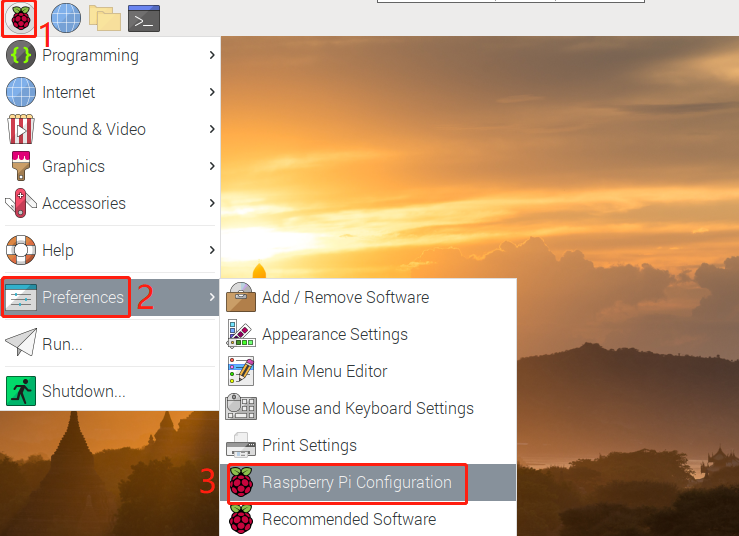 1
Programming
Internet
Sound & Video
Graphics
Accessories
Help
Preferences 2
Run...
Shutdown...
Add / Remove Software
Appearance Settings
Main Menu Editor
Mouse and Keyboard Settings
Print Settings
3 Raspberry Pi Configuration
Recommended Software